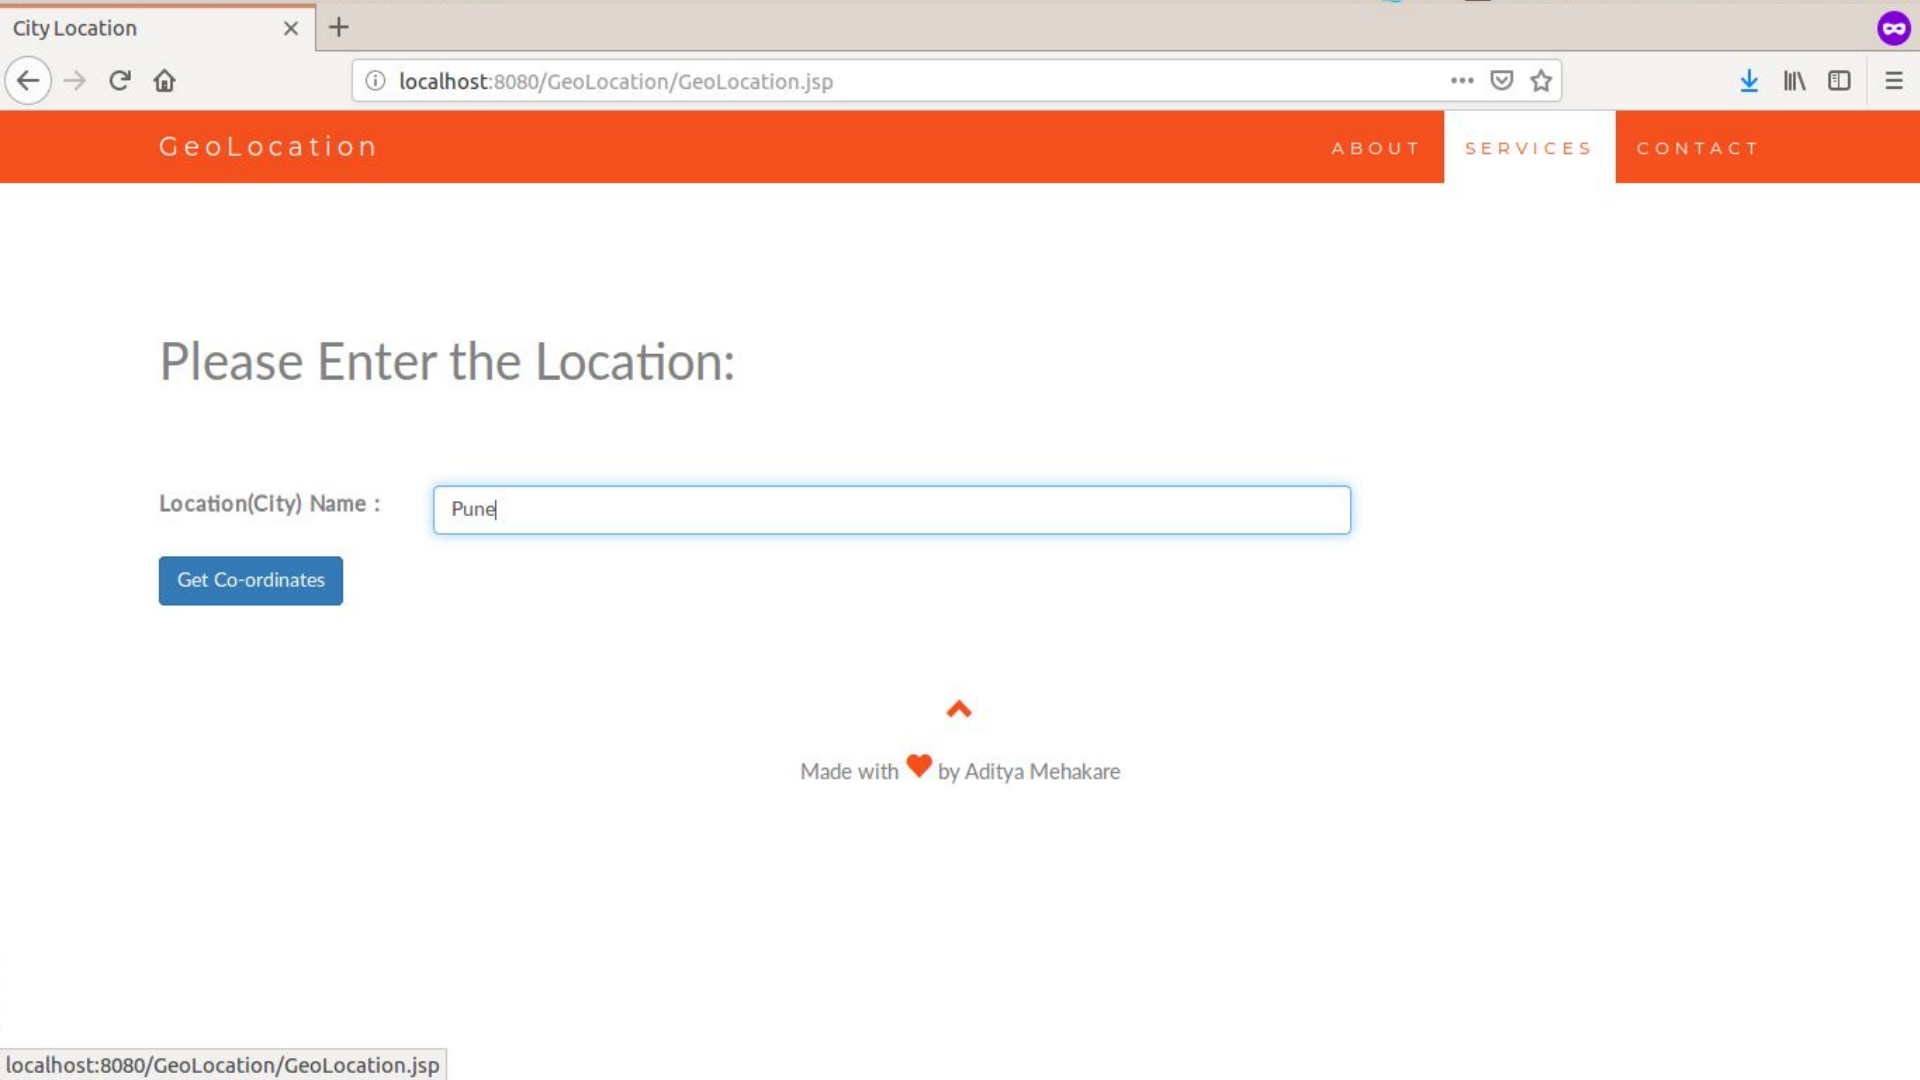 City Location
localhost:8080/GeoLocation/GeoLocation.jsp
GeoLocation
ABOUT
SERVICES
CONTACT
Please Enter the Location:
Location(City) Name :
Pune
Get Co-ordinates
Made with by Aditya Mehakare
localhost:8080/GeoLocation/GeoLocation.jsp